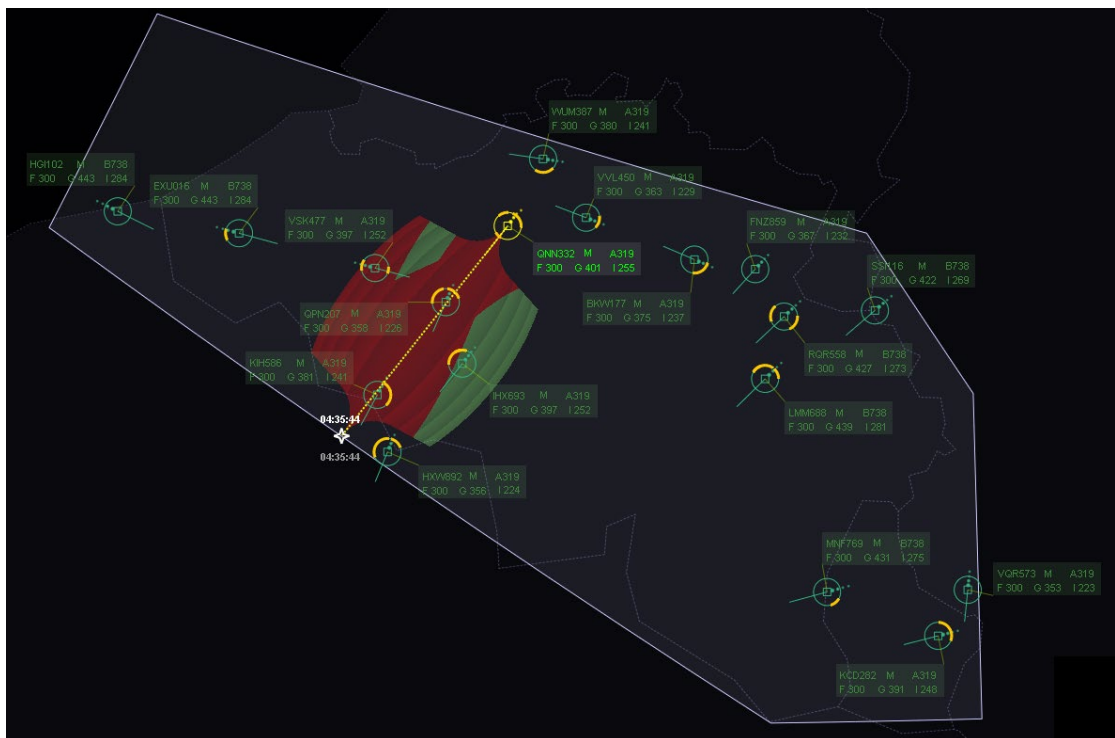 WUM387 M A319
F 300 G 380 I 241
HGI102 M B738
F 300 G 443 I 284
EXU016 M B738
F 300 G 443 I 284
VVL450 M A319
F 300 G 363 I 229
VSK477 M A319
F 300 G 397 I 252
FNZ859 M A319
F 300 G 367 I 232
QNN332 M A319
F 300 G 401 I 255
M B738
F 300 G 422 I 269
BKW177 M A319
F 300 G 375 I 237
QPN207 M A319
F 300 G 358 I 226
RQR558 M B738
F 300 G 427 I 273
KIH586 M A319
F 300 G 381 I 241
IHX693 M A319
F 300 G 397 I 252
LMM688 M B738
F 300 G 439 I 281
04:35:44
04:35:44
HXW892 M A319
F 300 G 356 I 224
MNF769 M B738
F 300 G 431 I 275
VQR573 M A319
F 300 G 353 I 223
KCD282 M A319
F 300 G 391 I 248